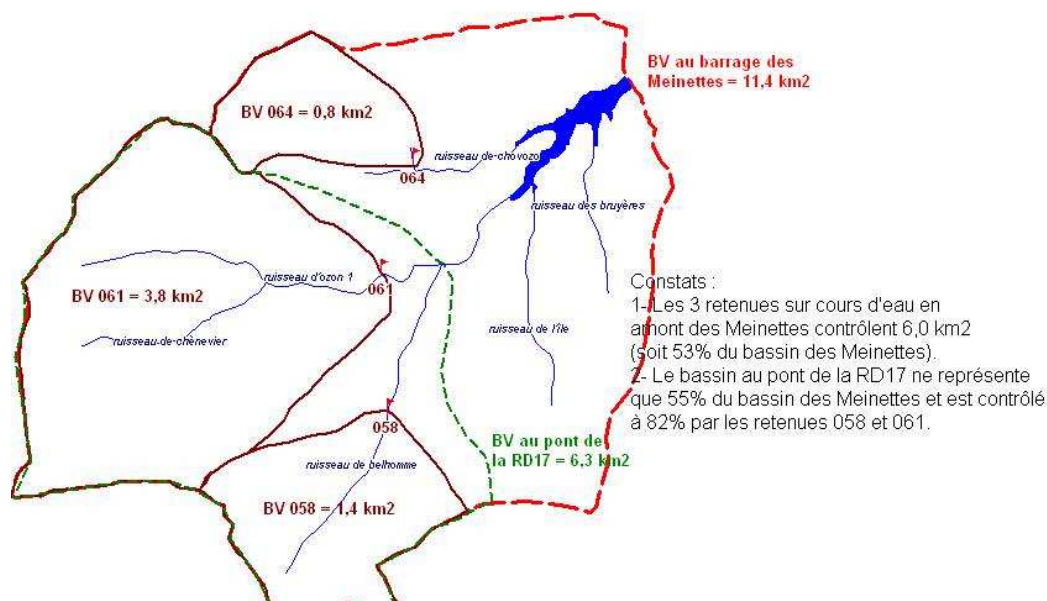 BV au barrage des
Meinettes = 11,4 km2
BV 064 = 0,8 km2
ruisseau de-chovozo
064
ruisseau des bruyères
ruisseau d'ozon 1
061
BV 061 = 3,8 km2
ruisseau-de-chenevier
ruisseau de l'île
Constats :
1- Les 3 retenues sur cours d'eau en
amont des Meinettes contrôlent 6,0 km2
(soit 53% du bassin des Meinettes).
2- Le bassin au pont de la RD17 ne représente
que 55% du bassin des Meinettes et est contrôlé
à 82% par les retenues 058 et 061.
058
BV au pont de
la RD17 = 6,3 km2
ruisseau de belhomme
BV 058 = 1,4 km2